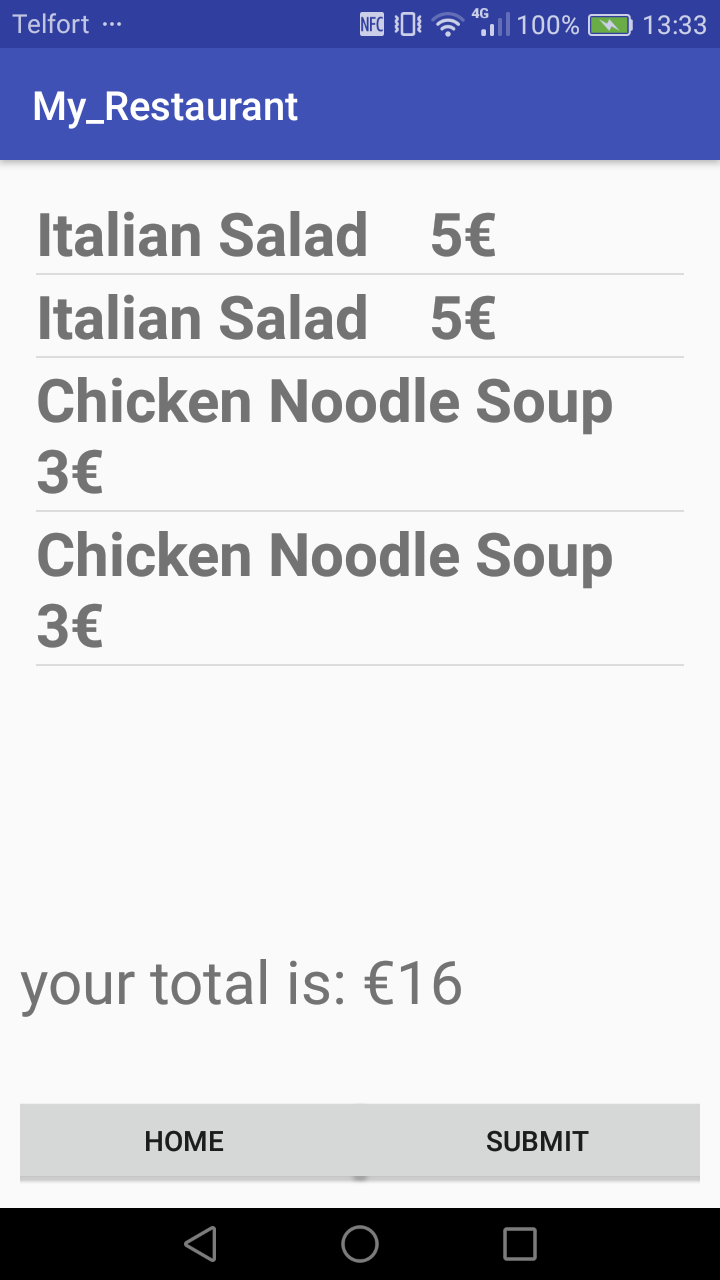 Telfort ... NFC 4G 100% 13:33
My_Restaurant
Italian Salad 5€
Italian Salad 5€
Chicken Noodle Soup
3€
Chicken Noodle Soup
3€
your total is: €16
HOME SUBMIT